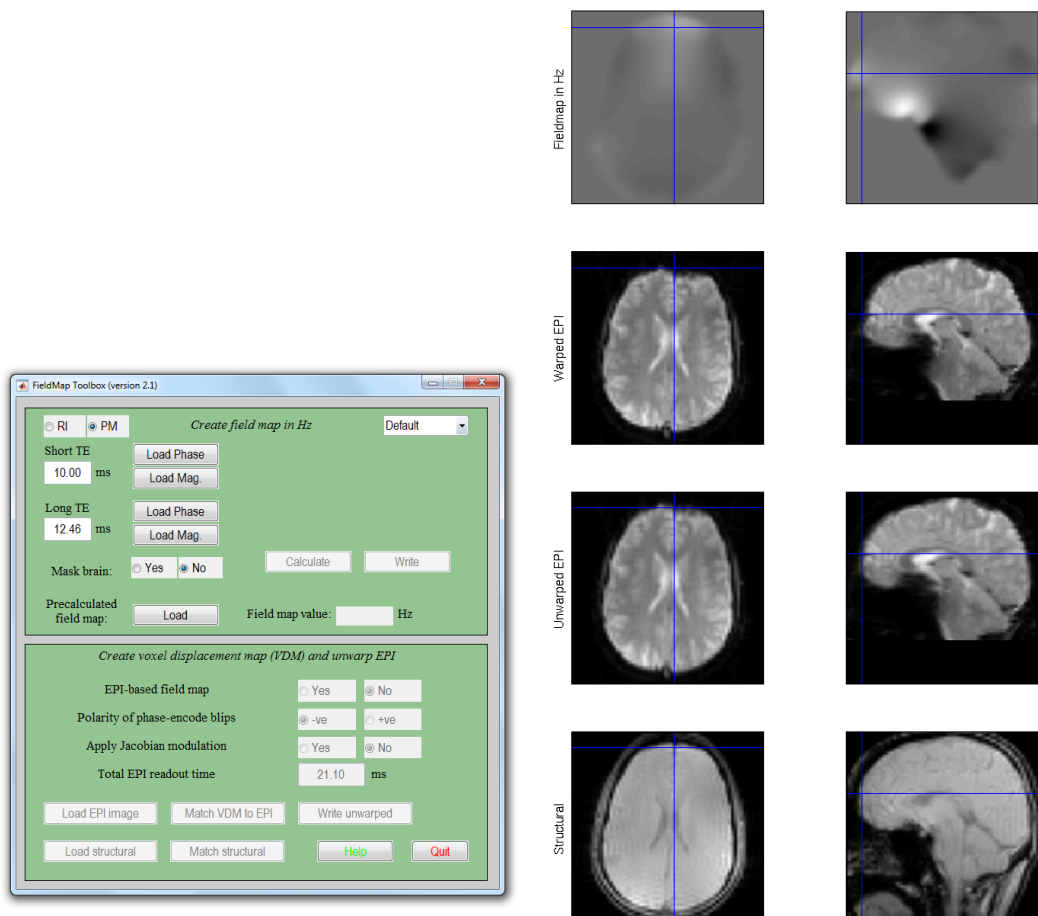 FieldMap Toolbox (version 2.1)
RI PM Create field map in Hz Default
Short TE Load Phase
10.00 ms Load Mag.
Long TE Load Phase
12.46 ms Load Mag.
Mask brain: Yes No Calculate Write
Precalculated
field map: Load Field map value: Hz
Create voxel displacement map (VDM) and unwarp EPI
EPI-based field map Yes No
Polarity of phase-encode blips -ve +ve
Apply Jacobian modulation Yes No
Total EPI readout time 21.10 ms
Load EPI image Match VDM to EPI Write unwarped
Load structural Match structural Help Quit
Fieldmap in Hz
Warped EPI
Unwarped EPI
Structural